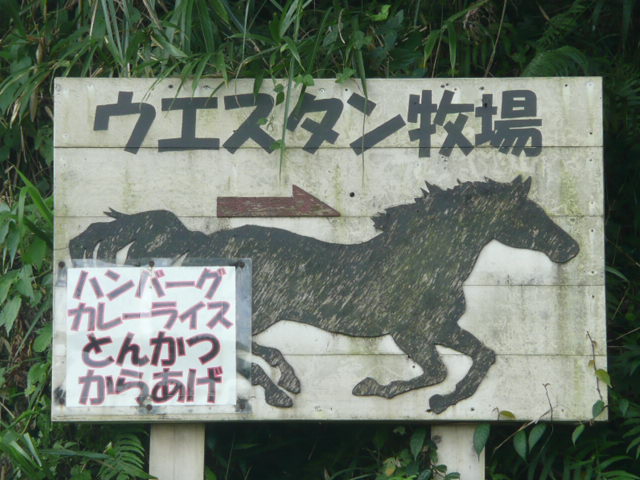 ウエスタン牧場
ハンバーグ
カレーライス
とんかつ
からあげ